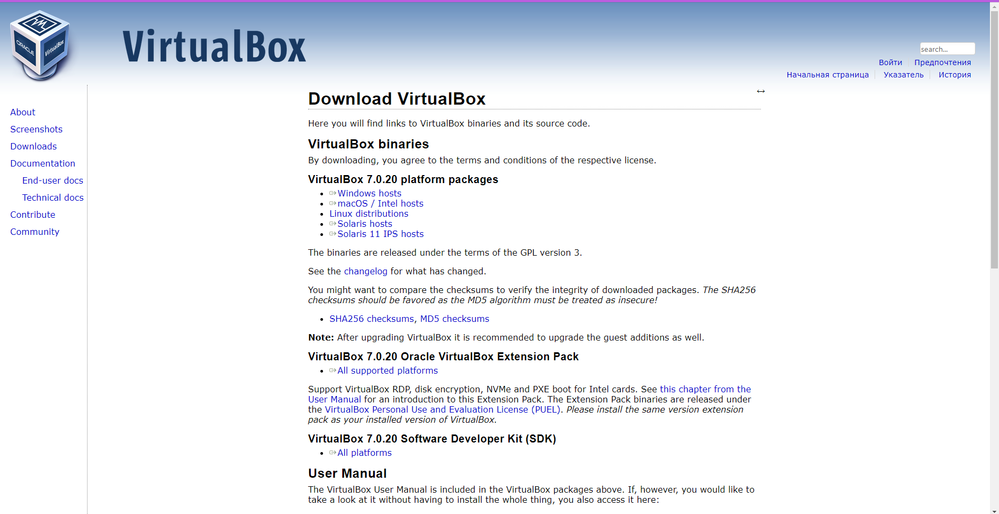 ORACLE
VirtualBox
VirtualBox
search...
Войти
Предпочтения
Начальная страница
Указатель
История
About
Screenshots
Downloads
Documentation
End-user docs
Technical docs
Contribute
Community
Download VirtualBox
Here you will find links to VirtualBox binaries and its source code.
VirtualBox binaries
By downloading, you agree to the terms and conditions of the respective license.
VirtualBox 7.0.20 platform packages
Windows hosts
macOS / Intel hosts
Linux distributions
Solaris hosts
Solaris 11 IPS hosts
The binaries are released under the terms of the GPL version 3.
See the changelog for what has changed.
You might want to compare the checksums to verify the integrity of downloaded packages. The SHA256
checksums should be favored as the MD5 algorithm must be treated as insecure!
SHA256 checksums, MD5 checksums
Note: After upgrading VirtualBox it is recommended to upgrade the guest additions as well.
VirtualBox 7.0.20 Oracle VirtualBox Extension Pack
All supported platforms
Support VirtualBox RDP, disk encryption, NVMe and PXE boot for Intel cards. See this chapter from the
User Manual for an introduction to this Extension Pack. The Extension Pack binaries are released under
the VirtualBox Personal Use and Evaluation License (PUEL). Please install the same version extension
pack as your installed version of VirtualBox.
VirtualBox 7.0.20 Software Developer Kit (SDK)
All platforms
User Manual
The VirtualBox User Manual is included in the VirtualBox packages above. If, however, you would like to
take a look at it without having to install the whole thing, you also access it here: